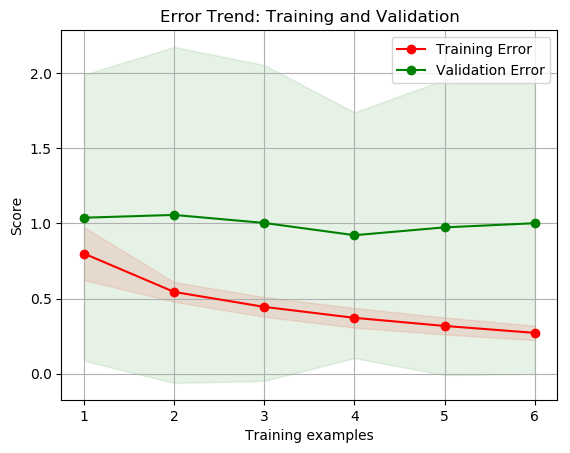 Error Trend: Training and Validation
Training Error
Validation Error
2.0
1.5
1.0
0.5
0.0
Score
1 2 3 4 5 6
Training examples